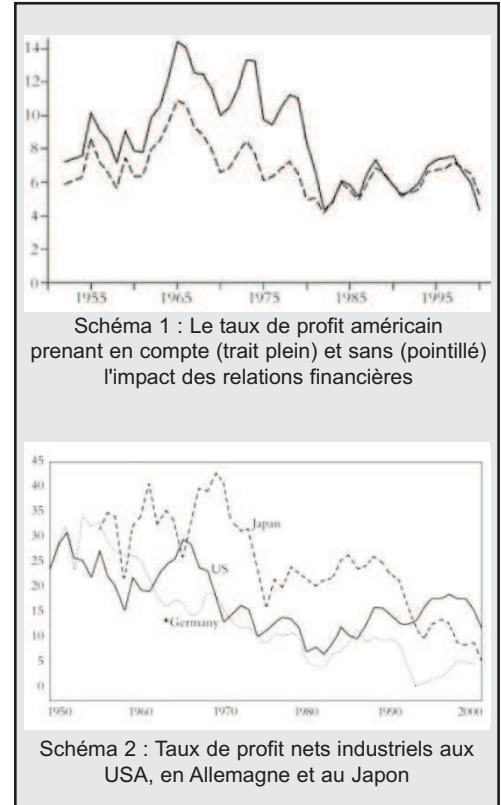 14
12
10
8
6
4
2
0
1955 1965 1975 1985 1995
Schéma 1 : Le taux de profit américain
prenant en compte (trait plein) et sans (pointillé)
l'impact des relations financières
45
40
35
30
25
20
15
10
5
0
Japan
US
*Germany
1950 1960 1970 1980 1990 2000
Schéma 2 : Taux de profit nets industriels aux
USA, en Allemagne et au Japon